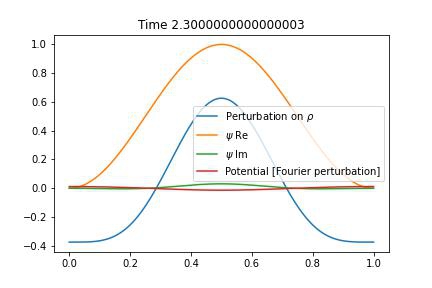 Time 2.3000000000000003
1.0
0.8
0.6
0.4
0.2
0.0
−0.2
−0.4
Perturbation on ρ
ψ Re
ψ Im
Potential [Fourier perturbation]
0.0 0.2 0.4 0.6 0.8 1.0